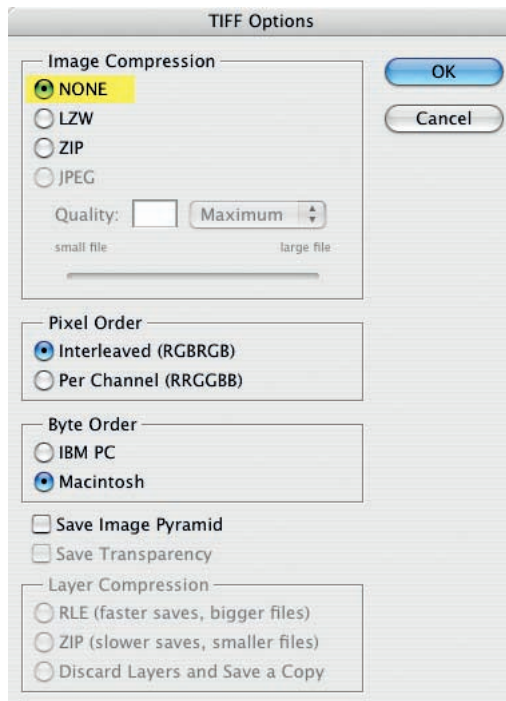 TIFF Options
Image Compression
NONE
LZW
ZIP
JPEG
Quality:
Maximum
small file
large file
OK
Cancel
Pixel Order
Interleaved (RGBRGB)
Per Channel (RRGGBB)
Byte Order
IBM PC
Macintosh
Save Image Pyramid
Save Transparency
Layer Compression
RLE (faster saves, bigger files)
ZIP (slower saves, smaller files)
Discard Layers and Save a Copy